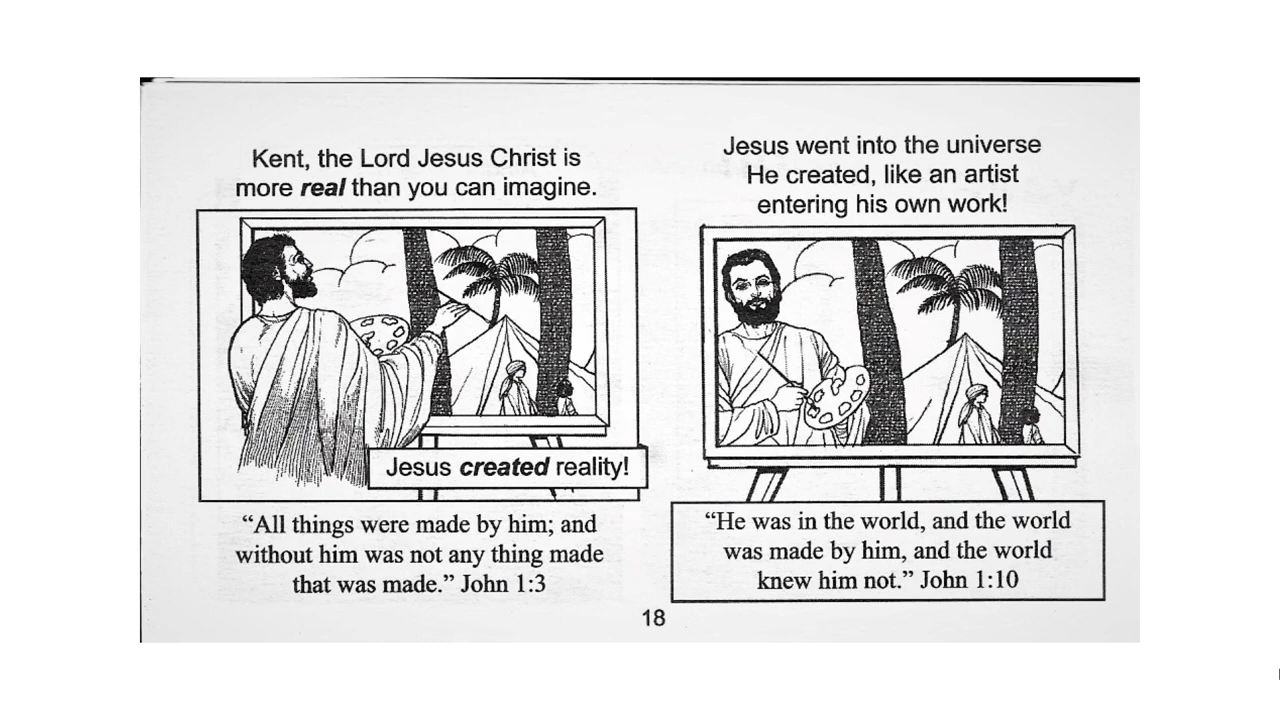 Kent, the Lord Jesus Christ is
more real than you can imagine.
Jesus created reality!
“All things were made by him; and
without him was not any thing made
that was made.” John 1:3
Jesus went into the universe
He created, like an artist
entering his own work!
“He was in the world, and the world
was made by him, and the world
knew him not.” John 1:10
18